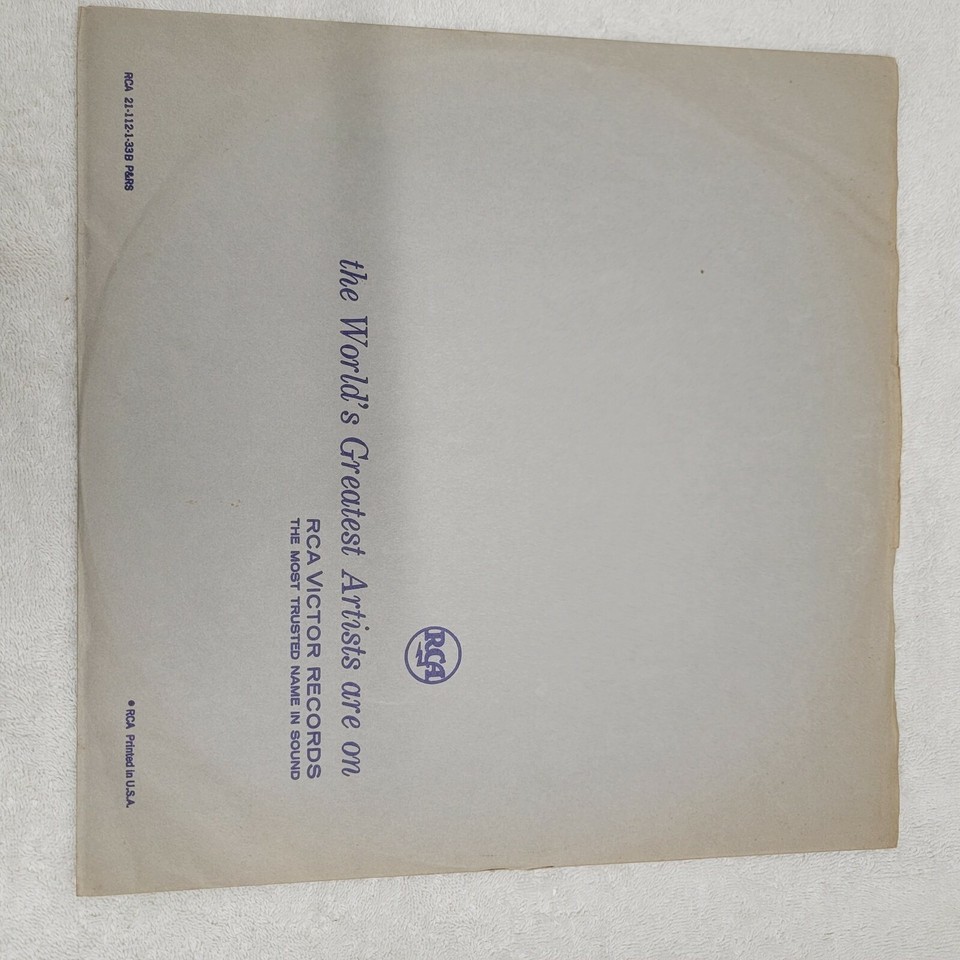 RCA
the World's Greatest Artists are on
RCA VICTOR RECORDS
THE MOST TRUSTED NAME IN SOUND
RCA 21-112-1-33B P&RS
® RCA Printed in U.S.A.